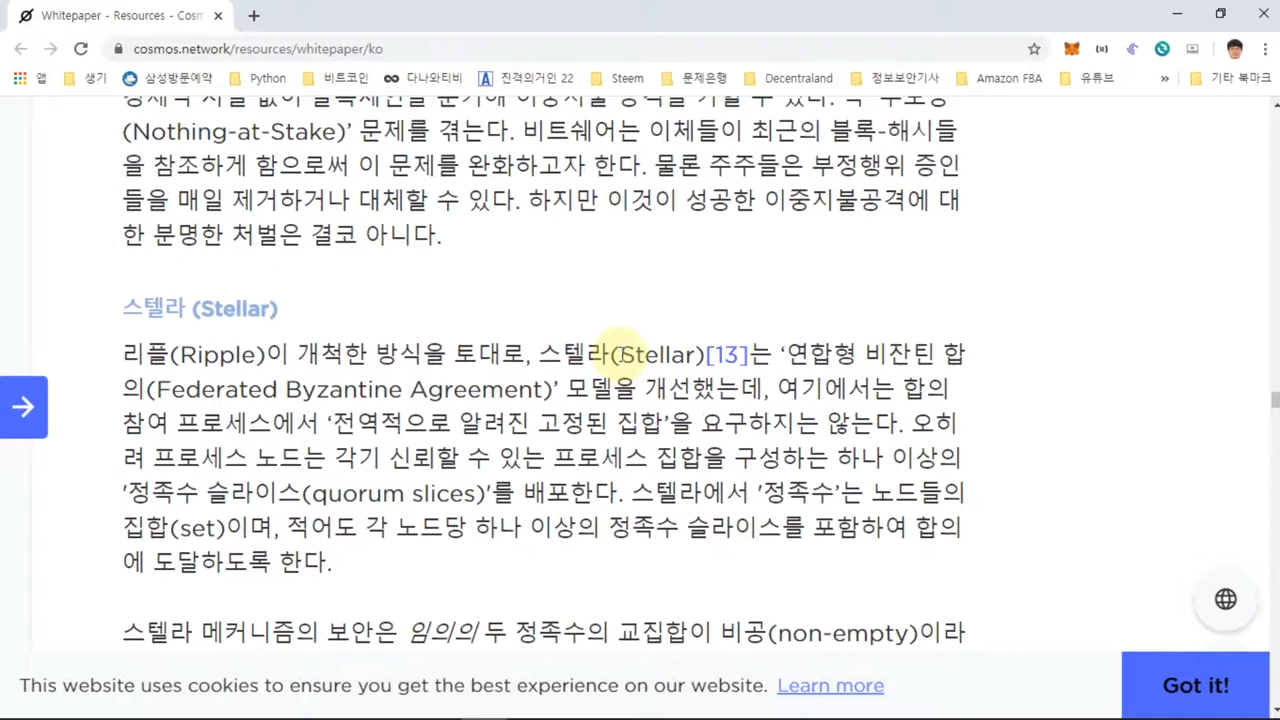 Whitepaper - Resources - Cosm
cosmos.network/resources/whitepaper/ko
앱 생기 삼성방문예약 Python 비트코인 다나와티비 진격의거인 22 Steem 문제은행 Decentraland 정보보안기사 Amazon FBA 유튜브 » 기타 북마크
(Nothing-at-Stake)’ 문제를 겪는다. 비트쉐어는 이체들이 최근의 블록-해시들
을 참조하게 함으로써 이 문제를 완화하고자 한다. 물론 주주들은 부정행위 증인
들을 매일 제거하거나 대체할 수 있다. 하지만 이것이 성공한 이중지불공격에 대
한 분명한 처벌은 결코 아니다.
스텔라 (Stellar)
리플(Ripple)이 개척한 방식을 토대로, 스텔라(Stellar)[13]는 ‘연합형 비잔틴 합
의(Federated Byzantine Agreement)’ 모델을 개선했는데, 여기에서는 합의
참여 프로세스에서 ‘전역적으로 알려진 고정된 집합’을 요구하지는 않는다. 오히
려 프로세스 노드는 각기 신뢰할 수 있는 프로세스 집합을 구성하는 하나 이상의
'정족수 슬라이스(quorum slices)'를 배포한다. 스텔라에서 '정족수'는 노드들의
집합(set)이며, 적어도 각 노드당 하나 이상의 정족수 슬라이스를 포함하여 합의
에 도달하도록 한다.
스텔라 메커니즘의 보안은 임의의 두 정족수의 교집합이 비공(non-empty)이라
This website uses cookies to ensure you get the best experience on our website. Learn more
Got it!